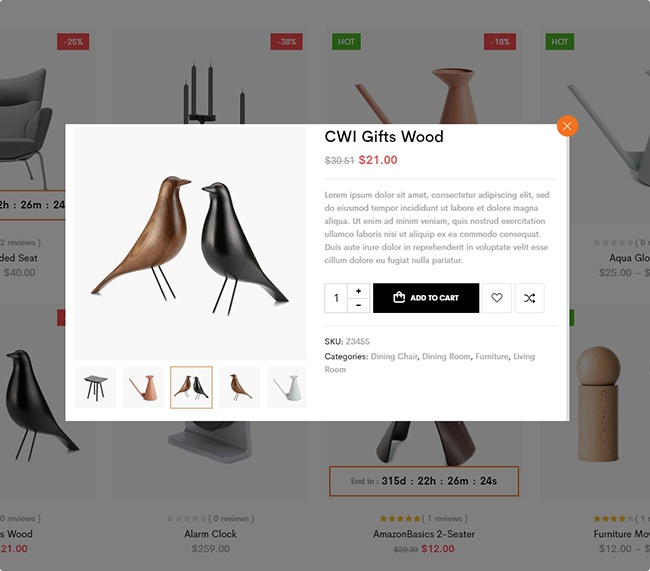 -25%
-38%
HOT
-18%
HOT
CWI Gifts Wood
$30.51 $21.00
Lorem ipsum dolor sit amet, consectetur adipiscing elit, sed
do eiusmod tempor incididunt ut labore et dolore magna
aliqua. Ut enim ad minim veniam, quis nostrud exercitation
ullamco laboris nisi ut aliquip ex ea commodo consequat.
Duis aute irure dolor in reprehenderit in voluptate velit esse
cillum dolore eu fugiat nulla pariatur.
1 + −
ADD TO CART
SKU: Z3455
Categories: Dining Chair, Dining Room, Furniture, Living
Room
2h : 26m : 24
2 reviews )
ded Seat
$40.00
( 0
Aqua Glo
$25.00 –
End in : 315d : 22h : 26m : 24s
0 reviews )
s Wood
21.00
( 0 reviews )
Alarm Clock
$259.00
( 1 reviews )
AmazonBasics 2-Seater
$20.30 $12.00
( 1 r
Furniture Mov
$12.00 –